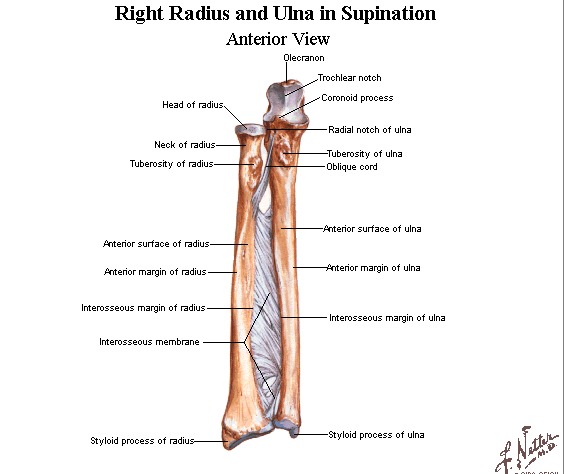 Right Radius and Ulna in Supination
Anterior View
Olecranon
Trochlear notch
Coronoid process
Head of radius
Radial notch of ulna
Neck of radius
Tuberosity of ulna
Tuberosity of radius
Oblique cord
Anterior surface of ulna
Anterior surface of radius
Anterior margin of ulna
Anterior margin of radius
Interosseous margin of radius
Interosseous margin of ulna
Interosseous membrane
Styloid process of radius
Styloid process of ulna
F. Netter
M.D.